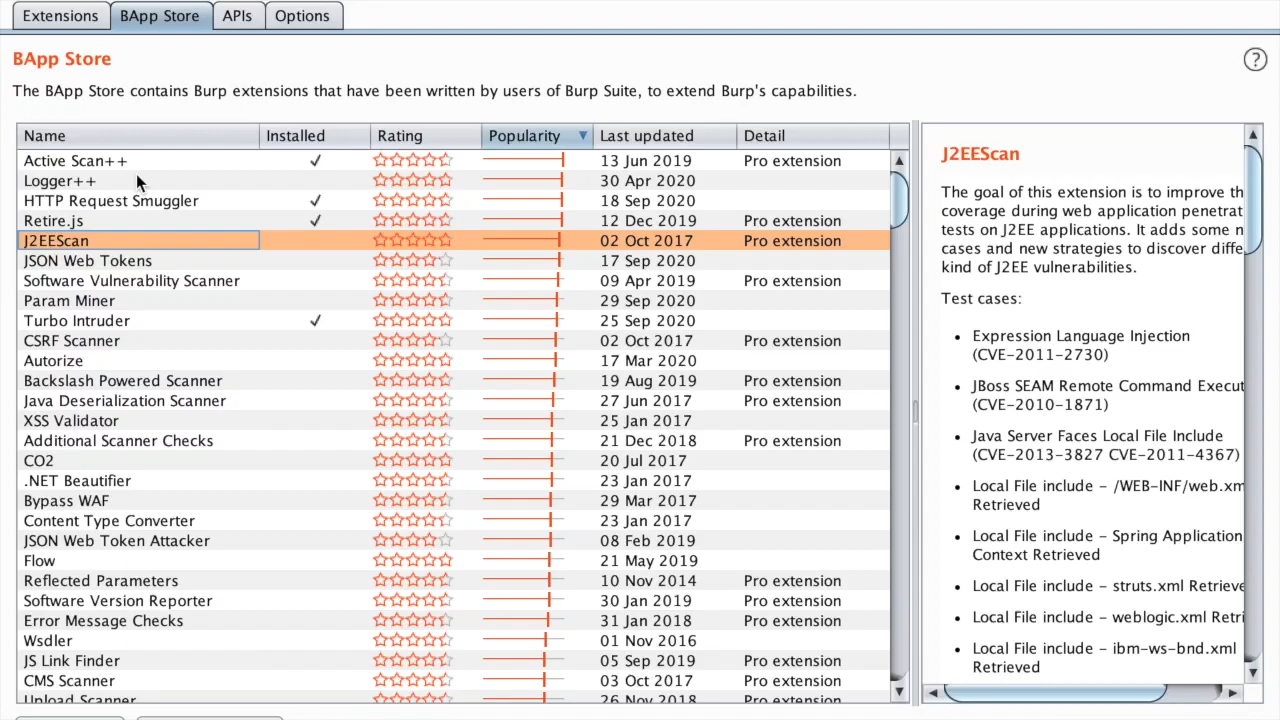 Extensions BApp Store APIs Options
BApp Store
?
The BApp Store contains Burp extensions that have been written by users of Burp Suite, to extend Burp's capabilities.
Name Installed Rating Popularity Last updated Detail
Active Scan++ ✓ 13 Jun 2019 Pro extension
Logger++ 30 Apr 2020
HTTP Request Smuggler ✓ 18 Sep 2020
Retire.js ✓ 12 Dec 2019 Pro extension
J2EEScan 02 Oct 2017 Pro extension
JSON Web Tokens 17 Sep 2020
Software Vulnerability Scanner 09 Apr 2019 Pro extension
Param Miner 29 Sep 2020
Turbo Intruder ✓ 25 Sep 2020
CSRF Scanner 02 Oct 2017 Pro extension
Autorize 17 Mar 2020
Backslash Powered Scanner 19 Aug 2019 Pro extension
Java Deserialization Scanner 27 Jun 2017 Pro extension
XSS Validator 25 Jan 2017
Additional Scanner Checks 21 Dec 2018 Pro extension
CO2 20 Jul 2017
.NET Beautifier 23 Jan 2017
Bypass WAF 29 Mar 2017
Content Type Converter 23 Jan 2017
JSON Web Token Attacker 08 Feb 2019
Flow 21 May 2019
Reflected Parameters 10 Nov 2014 Pro extension
Software Version Reporter 30 Jan 2019 Pro extension
Error Message Checks 31 Jan 2018 Pro extension
Wsdler 01 Nov 2016
JS Link Finder 05 Sep 2019 Pro extension
CMS Scanner 03 Oct 2017 Pro extension
Upload Scanner 26 Nov 2018 Pro extension
J2EEScan
The goal of this extension is to improve th
coverage during web application penetrat
tests on J2EE applications. It adds some n
cases and new strategies to discover diffe
kind of J2EE vulnerabilities.
Test cases:
• Expression Language Injection
(CVE-2011-2730)
• JBoss SEAM Remote Command Execut
(CVE-2010-1871)
• Java Server Faces Local File Include
(CVE-2013-3827 CVE-2011-4367)
• Local File include - /WEB-INF/web.xm
Retrieved
• Local File include - Spring Application
Context Retrieved
• Local File include - struts.xml Retrieve
• Local File include - weblogic.xml Retri
• Local File include - ibm-ws-bnd.xml
Retrieved